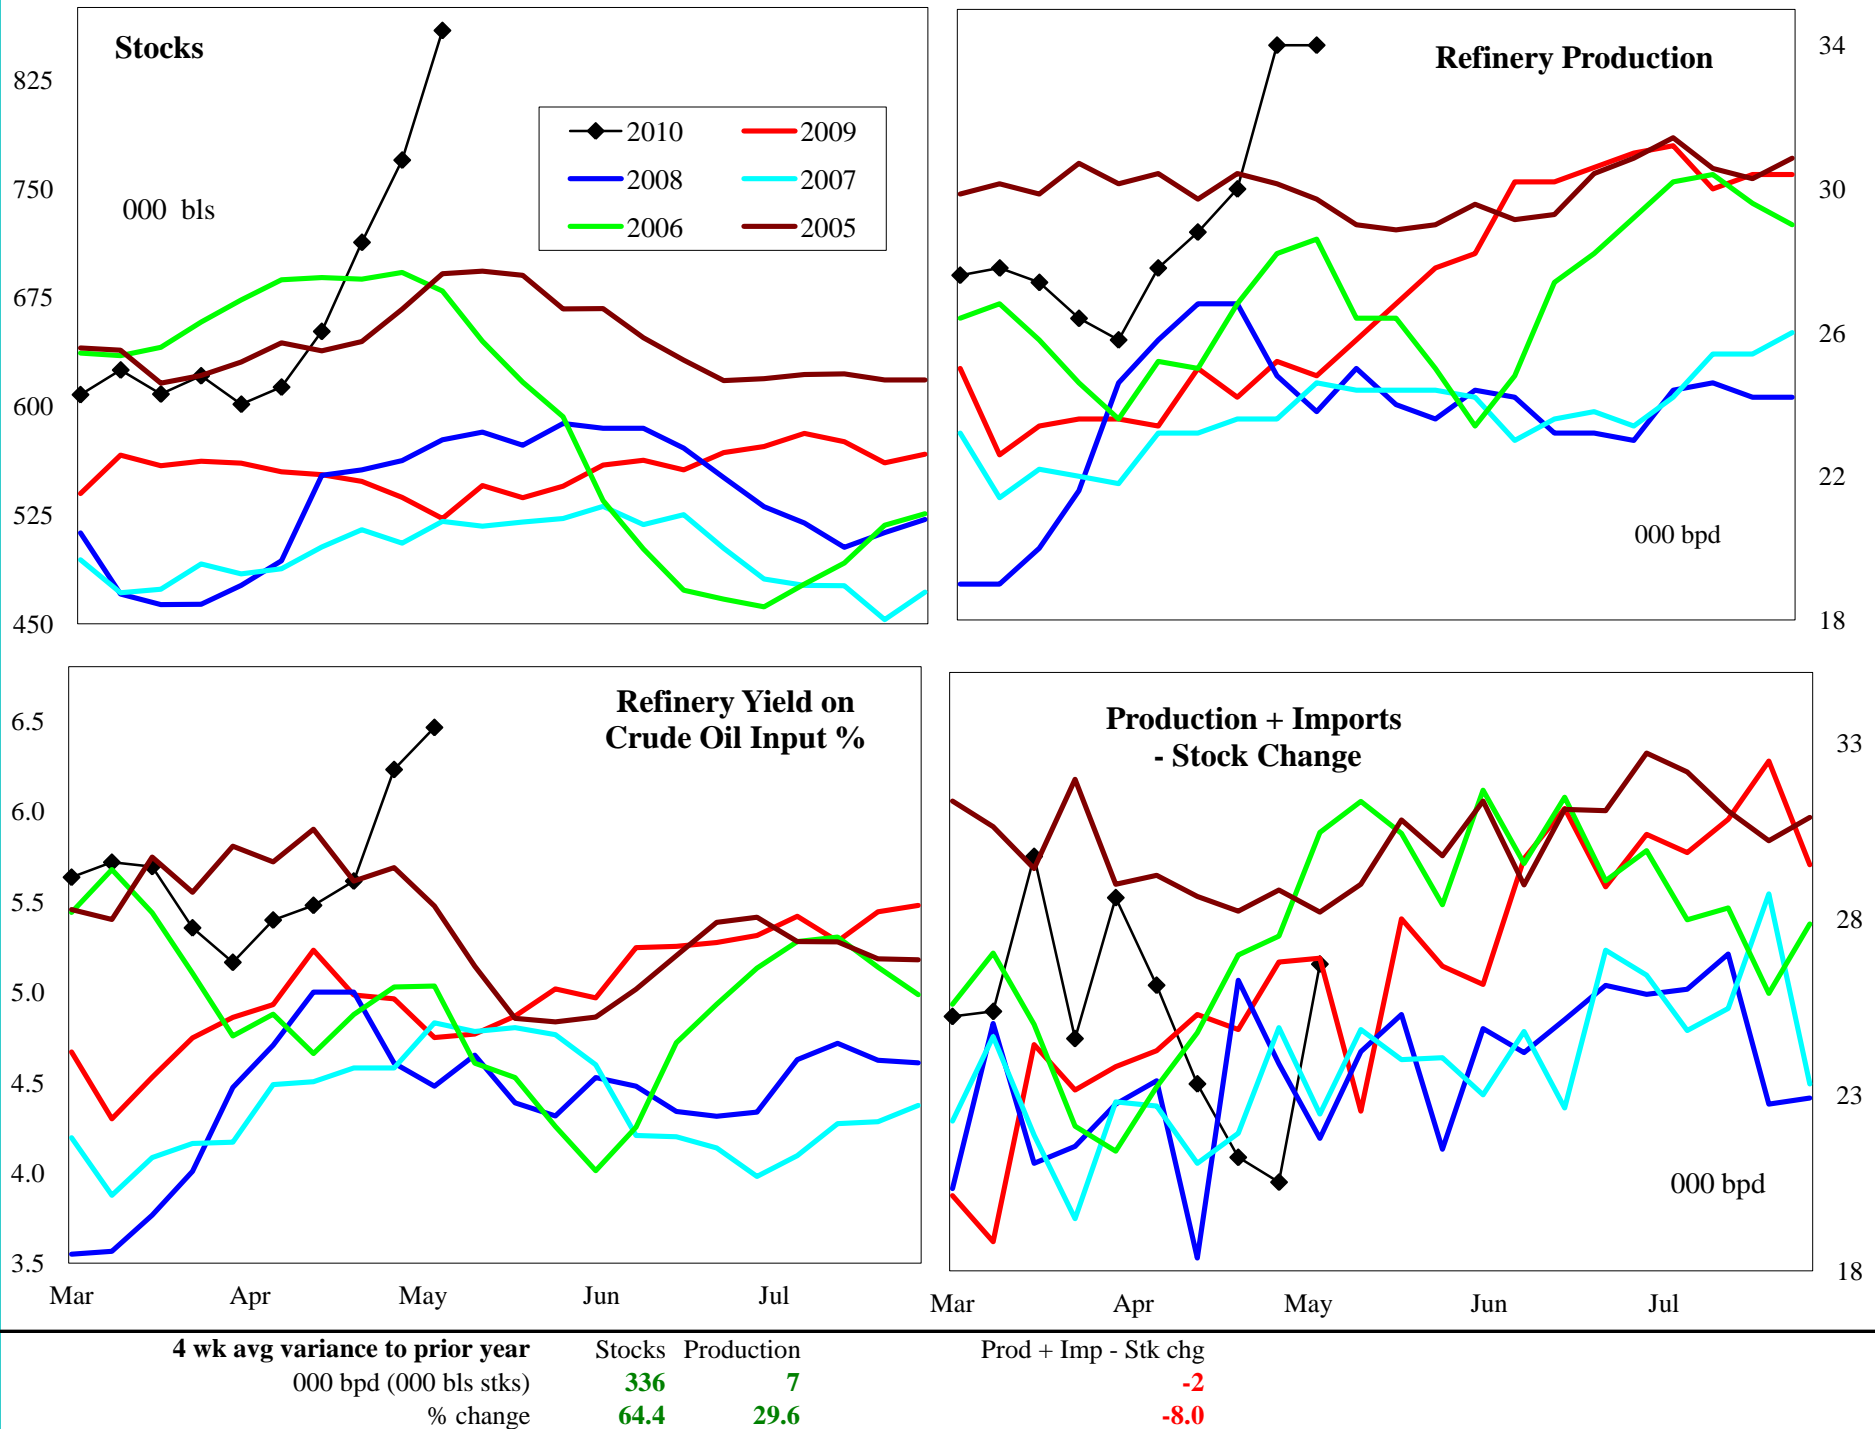 Stocks
000 bls
825
750
675
600
525
450
2010
2009
2008
2007
2006
2005
Refinery Production
000 bpd
34
30
26
22
18
Refinery Yield on
Crude Oil Input %
6.5
6.0
5.5
5.0
4.5
4.0
3.5
Mar Apr May Jun Jul
Production + Imports
- Stock Change
000 bpd
33
28
23
18
Mar Apr May Jun Jul
4 wk avg variance to prior year Stocks Production Prod + Imp - Stk chg
000 bpd (000 bls stks) 336 7 -2
% change 64.4 29.6 -8.0